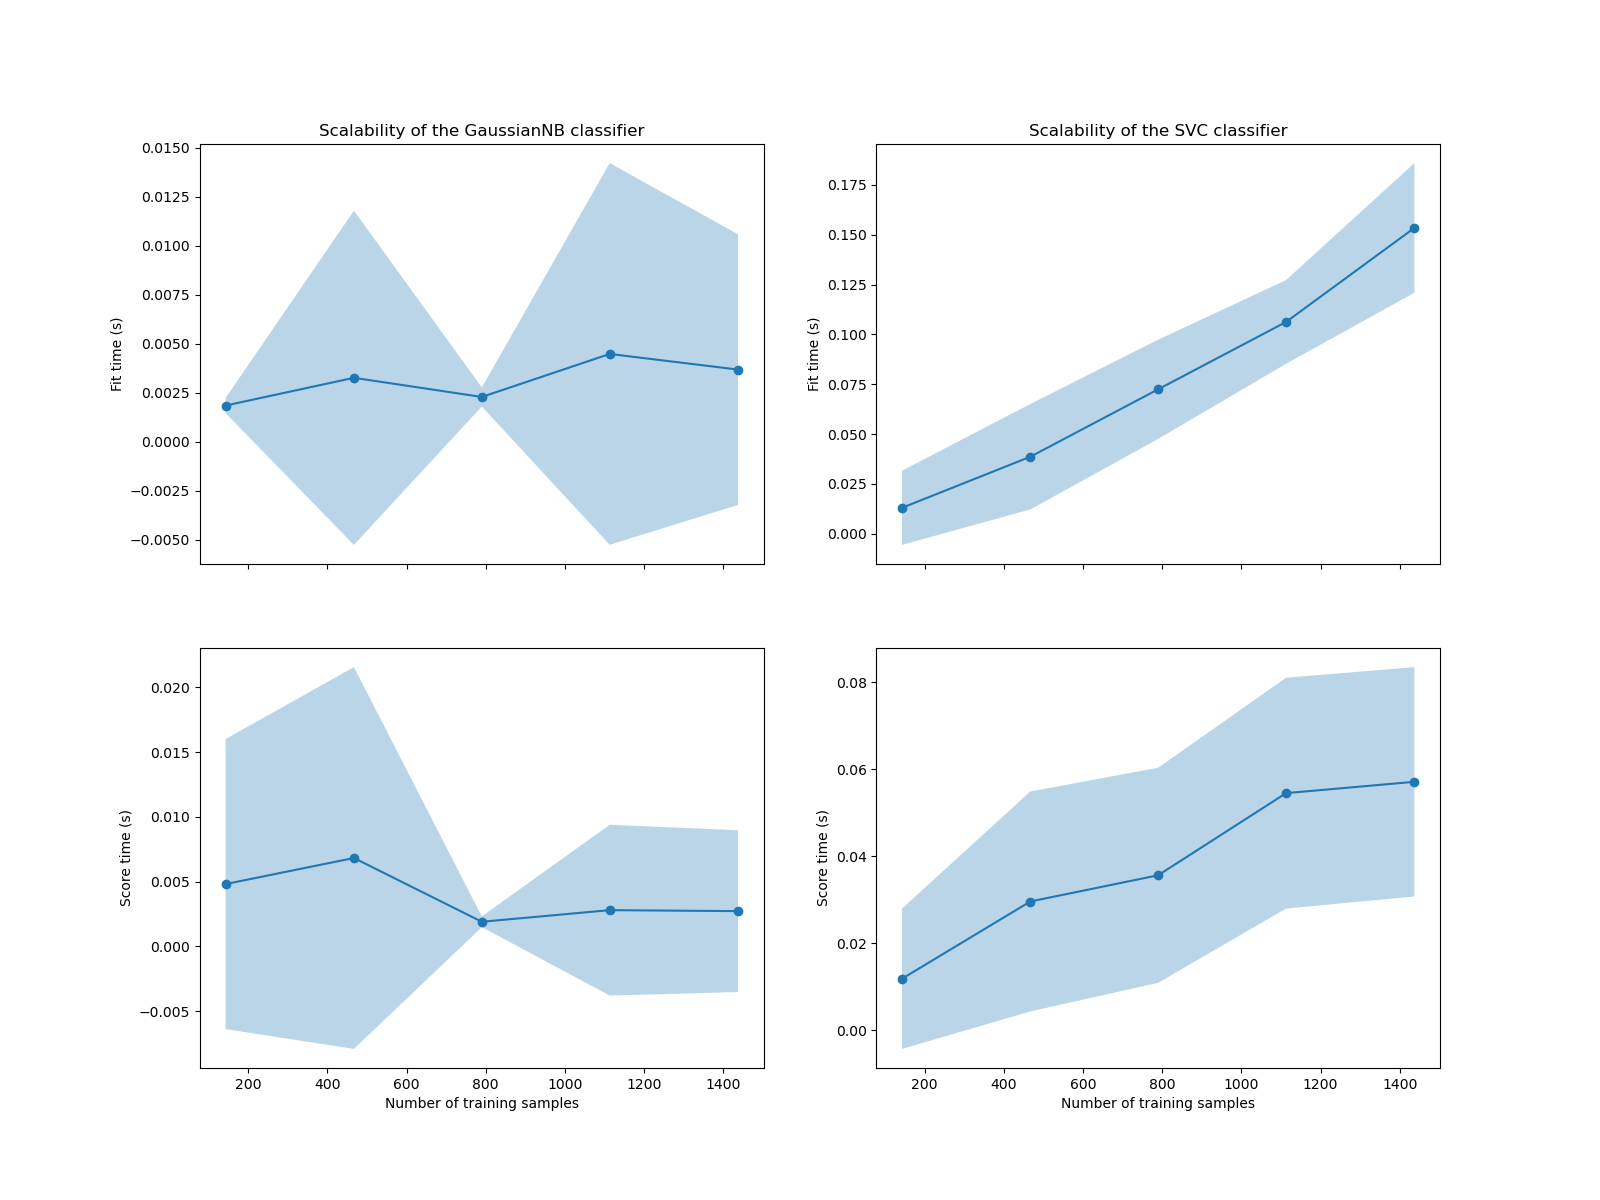 Scalability of the GaussianNB classifier
0.0150
0.0125
0.0100
0.0075
0.0050
0.0025
0.0000
−0.0025
−0.0050
Fit time (s)
Scalability of the SVC classifier
0.175
0.150
0.125
0.100
0.075
0.050
0.025
0.000
Fit time (s)
0.020
0.015
0.010
0.005
0.000
−0.005
Score time (s)
200 400 600 800 1000 1200 1400
Number of training samples
0.08
0.06
0.04
0.02
0.00
Score time (s)
200 400 600 800 1000 1200 1400
Number of training samples